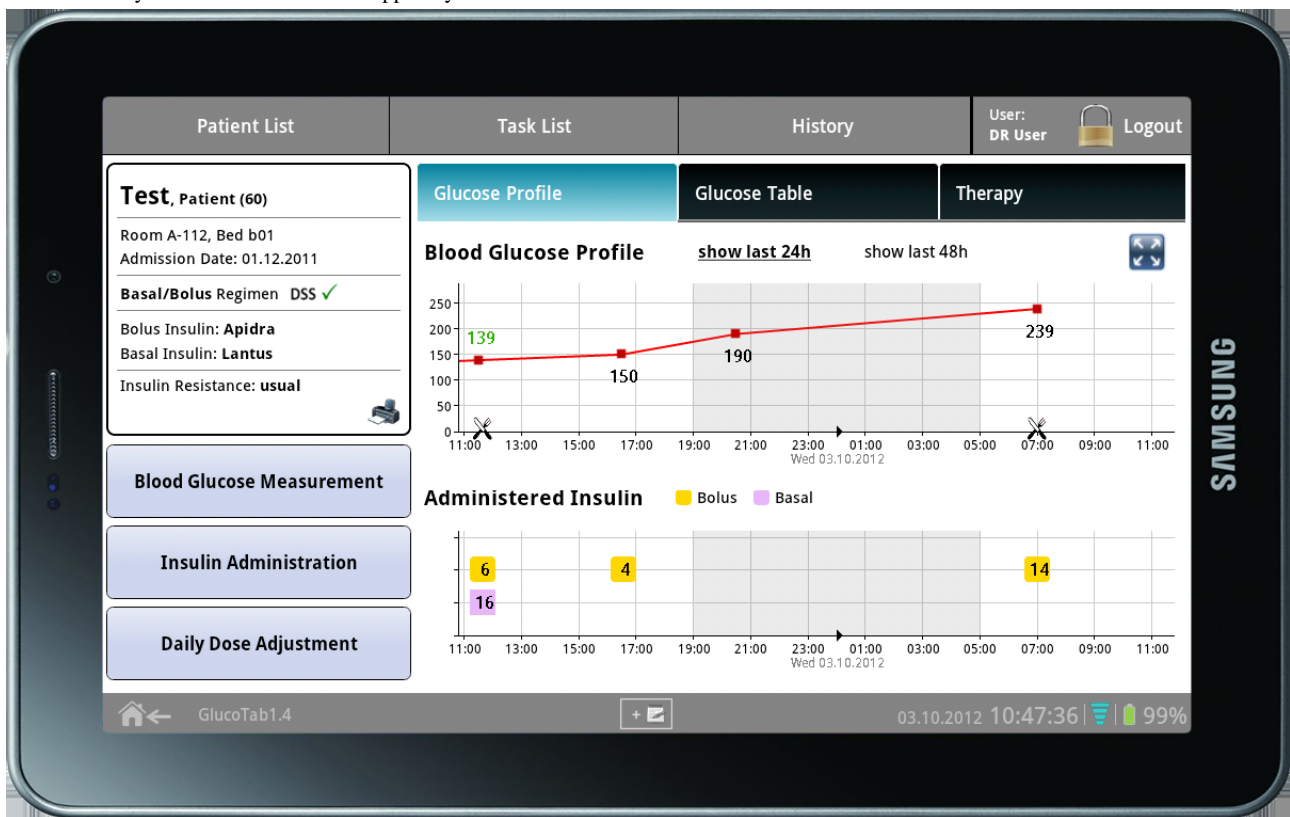 Patient List
Task List
History
User:
DR User
Logout
Test, Patient (60)
Room A-112, Bed b01
Admission Date: 01.12.2011
Basal/Bolus Regimen DSS ✓
Bolus Insulin: Apidra
Basal Insulin: Lantus
Insulin Resistance: usual
Blood Glucose Measurement
Insulin Administration
Daily Dose Adjustment
Glucose Profile
Glucose Table
Therapy
Blood Glucose Profile
show last 24h
show last 48h
250
200
150
100
50
0
139
150
190
239
11:00 13:00 15:00 17:00 19:00 21:00 23:00 01:00 03:00 05:00 07:00 09:00 11:00
Wed 03.10.2012
Administered Insulin
Bolus
Basal
6
4
14
16
11:00 13:00 15:00 17:00 19:00 21:00 23:00 01:00 03:00 05:00 07:00 09:00 11:00
Wed 03.10.2012
GlucoTab1.4
+
03.10.2012 10:47:36
99%
SAMSUNG